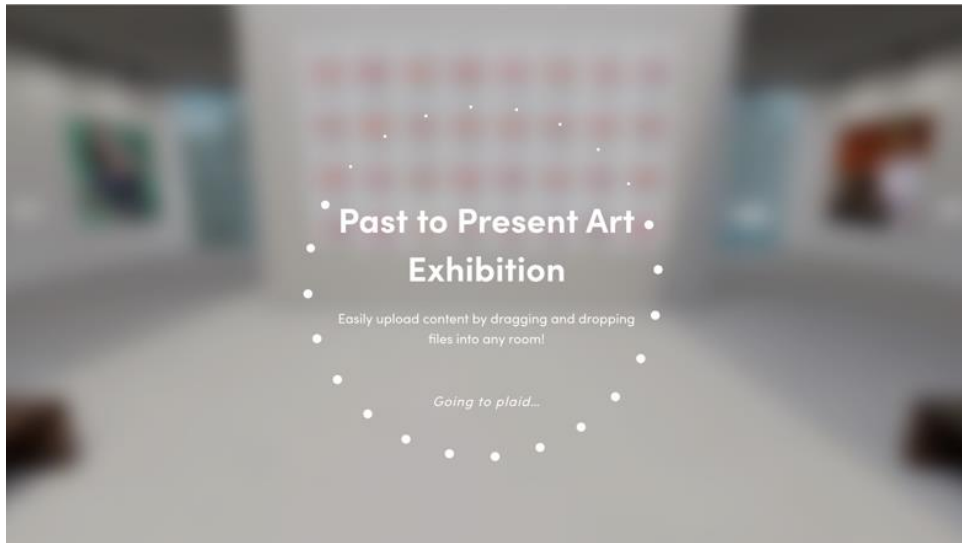 Past to Present Art
Exhibition
Easily upload content by dragging and dropping
files into any room!
Going to plaid...